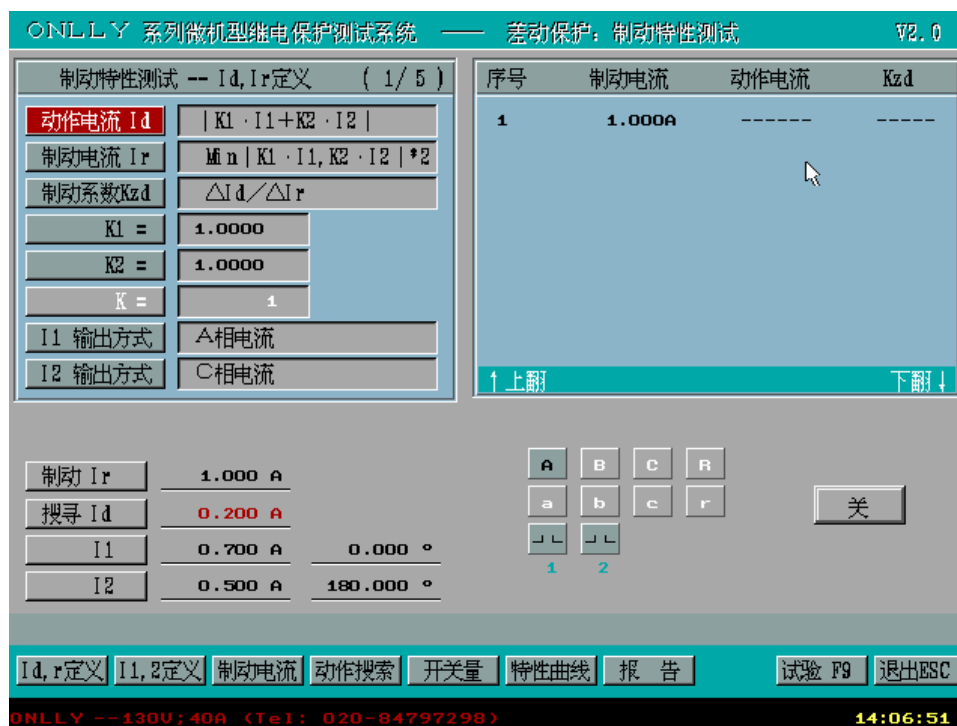 ONLLY 系列微机型继电保护测试系统 —— 差动保护：制动特性测试 V2.0
制动特性测试 -- Id,Ir定义 ( 1/ 5 )
动作电流 Id |K1·I1+K2·I2|
制动电流 Ir Min|K1·I1,K2·I2|*2
制动系数Kzd △Id／△Ir
K1 = 1.0000
K2 = 1.0000
K = 1
I1 输出方式 A相电流
I2 输出方式 C相电流
序号 制动电流 动作电流 Kzd
1 1.000A ------ -----
↑上翻 下翻↓
制动 Ir 1.000 A
搜寻 Id 0.200 A
I1 0.700 A 0.000 °
I2 0.500 A 180.000 °
A B C R
a b c r
1 2
关
Id,r定义 I1,2定义 制动电流 动作搜索 开关量 特性曲线 报 告 试验 F9 退出ESC
ONLLY --130V;40A (Tel: 020-84797298) 14:06:51